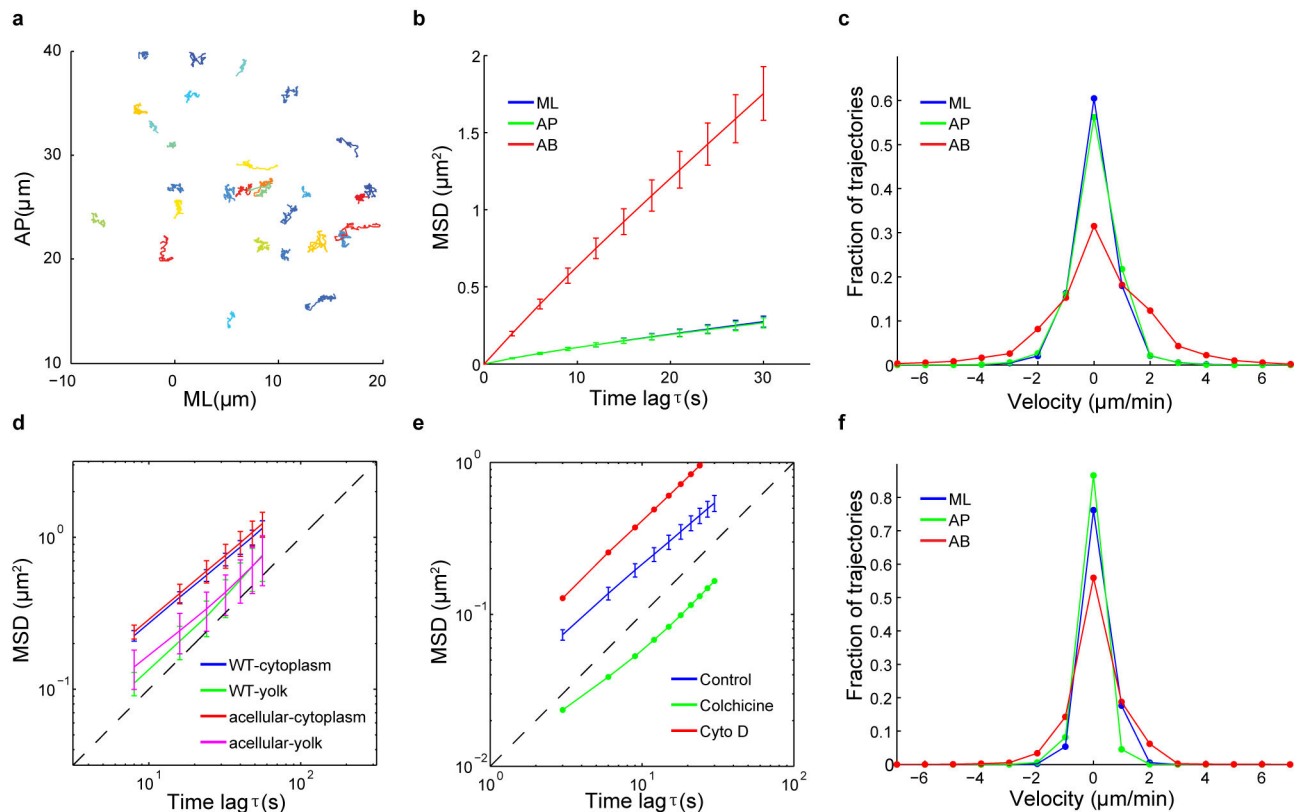 a
40
30
20
10
AP(µm)
−10
0
10
20
ML(µm)
b
2
1.5
1
0.5
0
MSD (µm²)
ML
AP
AB
0
10
20
30
Time lag τ(s)
c
0.6
0.5
0.4
0.3
0.2
0.1
0
Fraction of trajectories
ML
AP
AB
−6
−4
−2
0
2
4
6
Velocity (µm/min)
d
10⁰
10⁻¹
MSD (µm²)
WT-cytoplasm
WT-yolk
acellular-cytoplasm
acellular-yolk
10¹
10²
Time lag τ(s)
e
10⁰
10⁻¹
10⁻²
MSD (µm²)
Control
Colchicine
Cyto D
10⁰
10¹
10²
Time lag τ(s)
f
0.8
0.7
0.6
0.5
0.4
0.3
0.2
0.1
0
Fraction of trajectories
ML
AP
AB
−6
−4
−2
0
2
4
6
Velocity (µm/min)